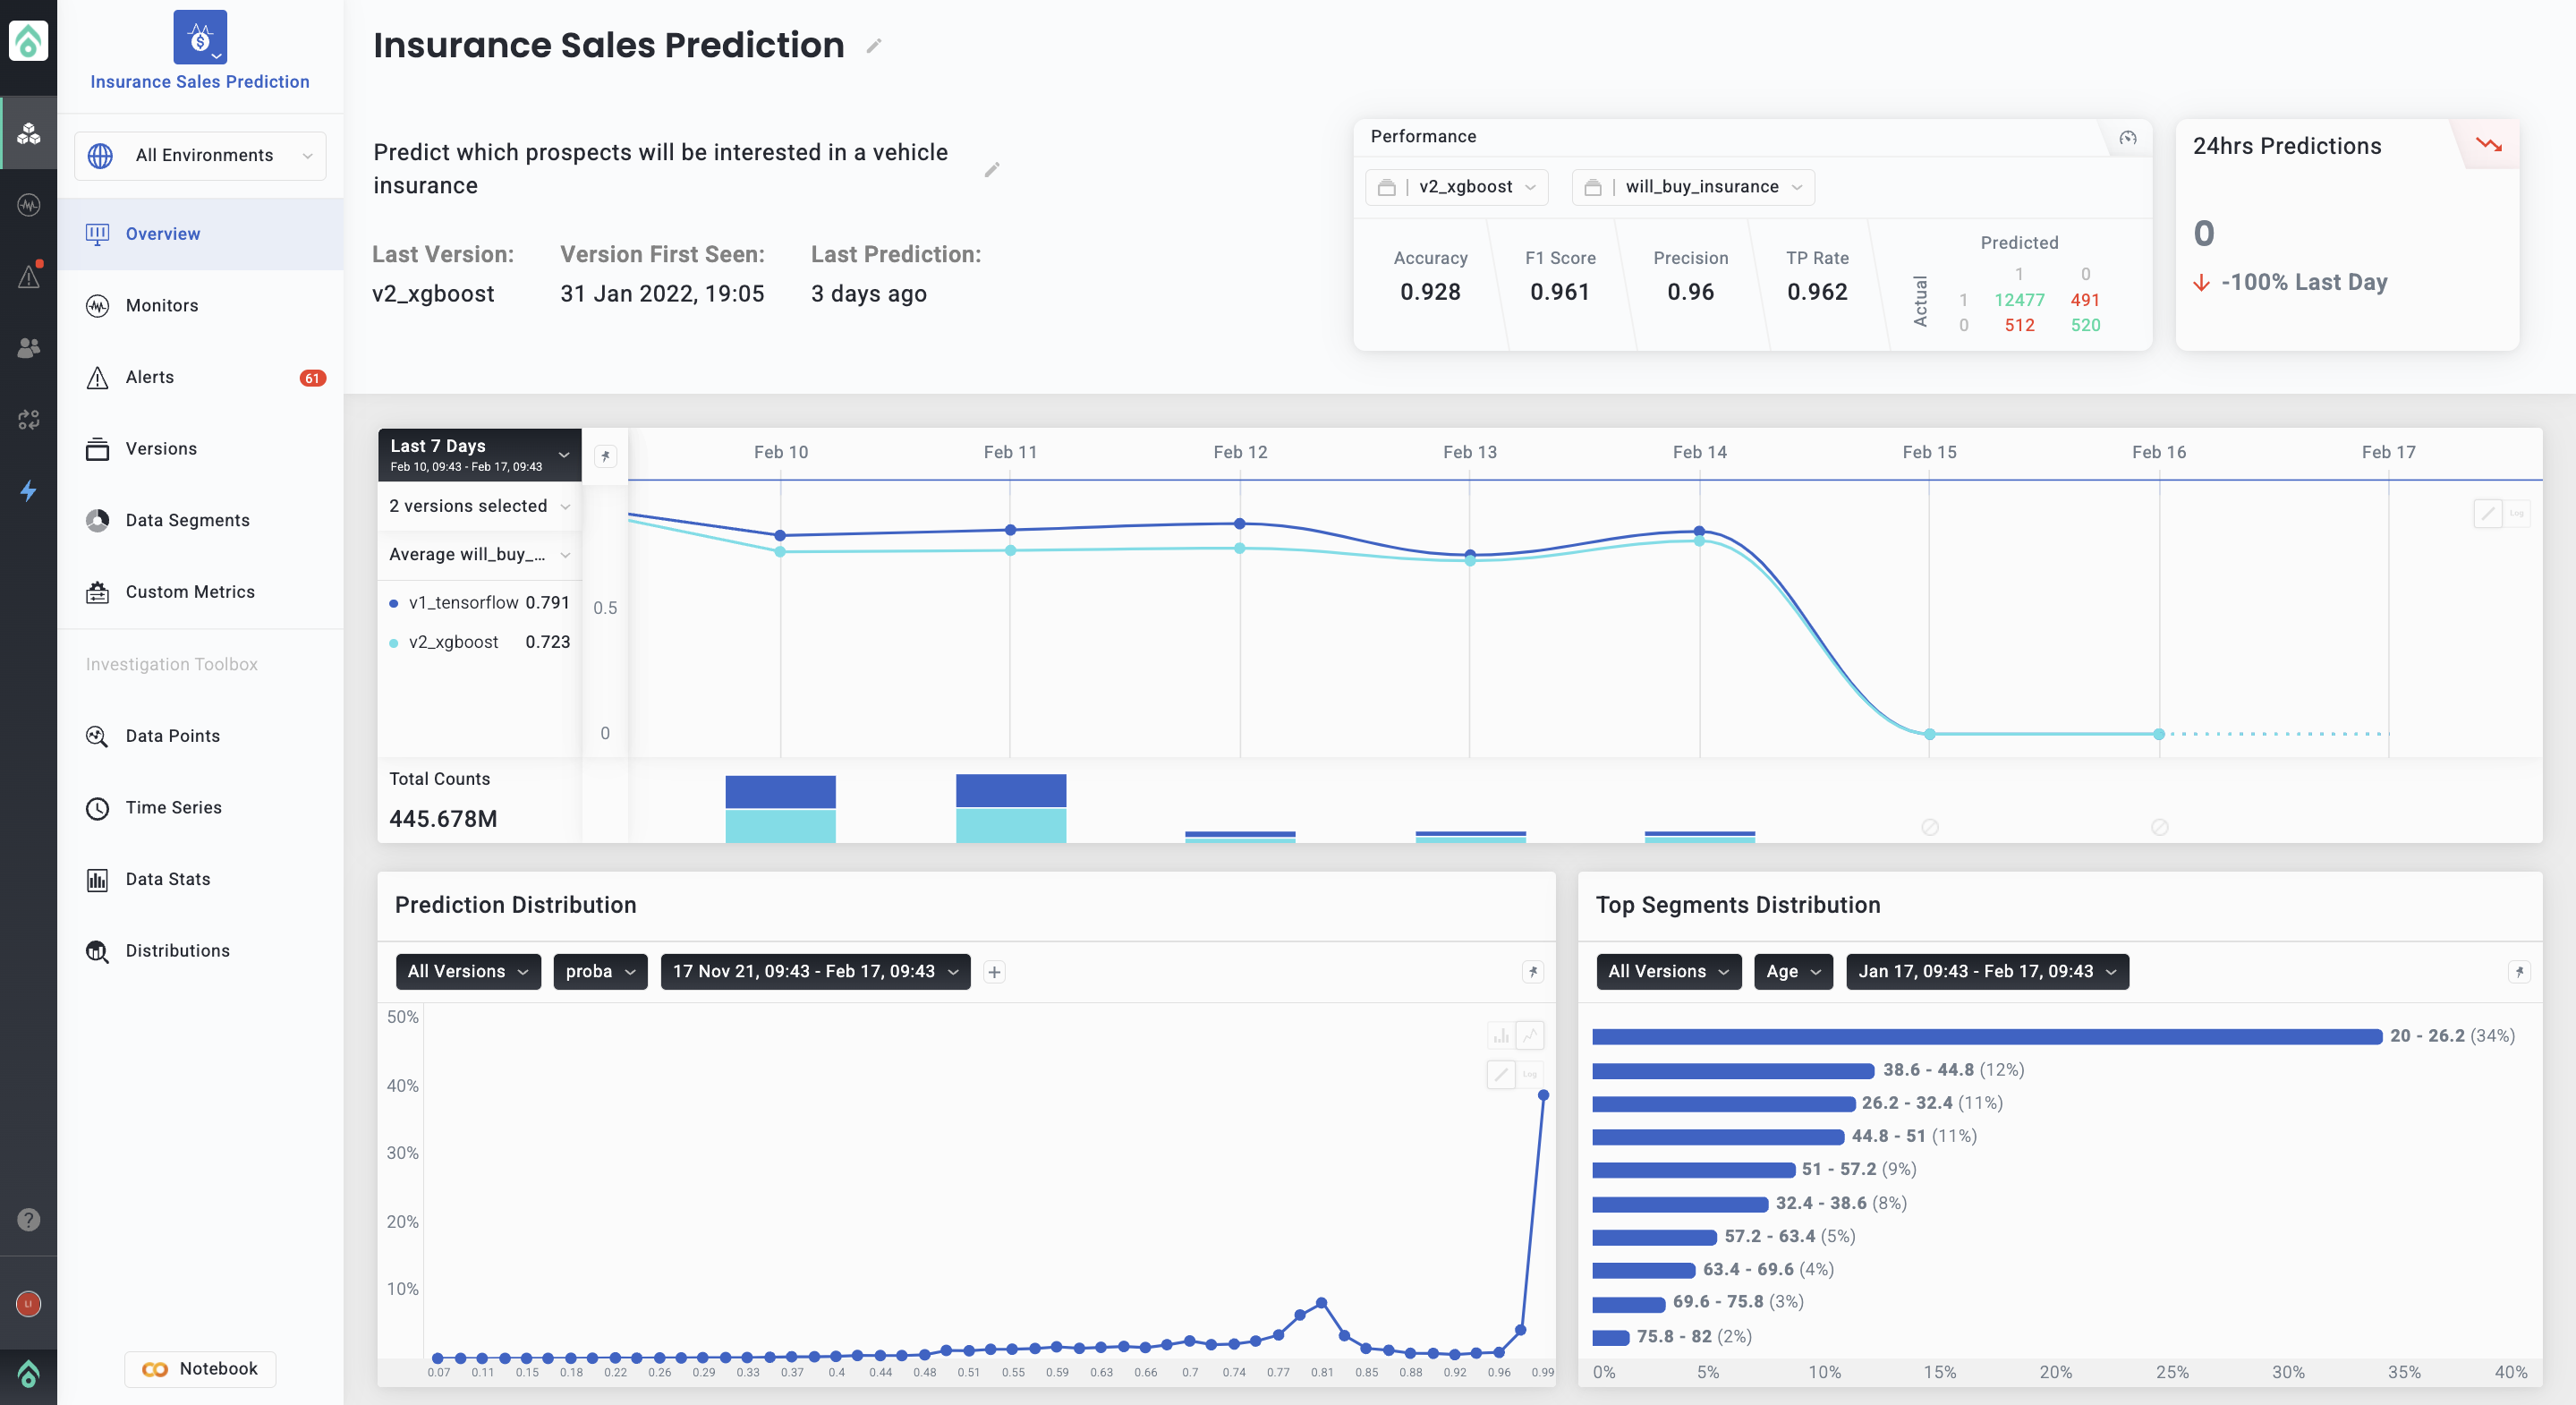 Insurance Sales Prediction
All Environments
Overview
Monitors
Alerts 61
Versions
Data Segments
Custom Metrics
Investigation Toolbox
Data Points
Time Series
Data Stats
Distributions
Notebook
LI
?
Insurance Sales Prediction
Predict which prospects will be interested in a vehicle
insurance
Last Version: Version First Seen: Last Prediction:
v2_xgboost 31 Jan 2022, 19:05 3 days ago
Performance
v2_xgboost will_buy_insurance
Accuracy F1 Score Precision TP Rate
0.928 0.961 0.96 0.962
Predicted
Actual
1 0
1 12477 491
0 512 520
24hrs Predictions
0
-100% Last Day
Last 7 Days
Feb 10, 09:43 - Feb 17, 09:43
2 versions selected
Average will_buy_...
v1_tensorflow 0.791
v2_xgboost 0.723
Total Counts
445.678M
0.5
0
Feb 10 Feb 11 Feb 12 Feb 13 Feb 14 Feb 15 Feb 16 Feb 17
Log
Prediction Distribution
All Versions proba 17 Nov 21, 09:43 - Feb 17, 09:43 +
Log
50%
40%
30%
20%
10%
0.07 0.11 0.15 0.18 0.22 0.26 0.29 0.33 0.37 0.4 0.44 0.48 0.51 0.55 0.59 0.63 0.66 0.7 0.74 0.77 0.81 0.85 0.88 0.92 0.96 0.99
Top Segments Distribution
All Versions Age Jan 17, 09:43 - Feb 17, 09:43
20 - 26.2 (34%)
38.6 - 44.8 (12%)
26.2 - 32.4 (11%)
44.8 - 51 (11%)
51 - 57.2 (9%)
32.4 - 38.6 (8%)
57.2 - 63.4 (5%)
63.4 - 69.6 (4%)
69.6 - 75.8 (3%)
75.8 - 82 (2%)
0% 5% 10% 15% 20% 25% 30% 35% 40%